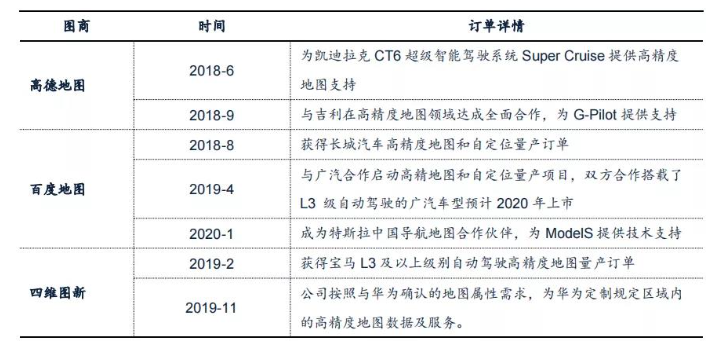 图商 时间 订单详情
高德地图
2018-6 为凯迪拉克 CT6 超级智能驾驶系统 Super Cruise 提供高精度
地图支持
2018-9 与吉利在高精度地图领域达成全面合作，为 G-Pilot 提供支持
百度地图
2018-8 获得长城汽车高精度地图和自定位量产订单
2019-4 与广汽合作启动高精地图和自定位量产项目，双方合作搭载了
L3 级自动驾驶的广汽车型预计 2020 年上市
2020-1 成为特斯拉中国导航地图合作伙伴，为 ModelS 提供技术支持
四维图新
2019-2 获得宝马 L3 及以上级别自动驾驶高精度地图量产订单
2019-11 公司按照与华为确认的地图属性需求，为华为定制规定区域内
的高精度地图数据及服务。